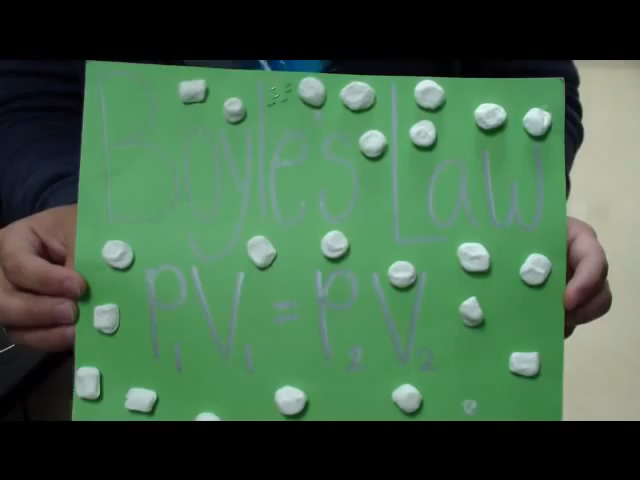 Boyle's Law
P₁V₁ = P₂V₂